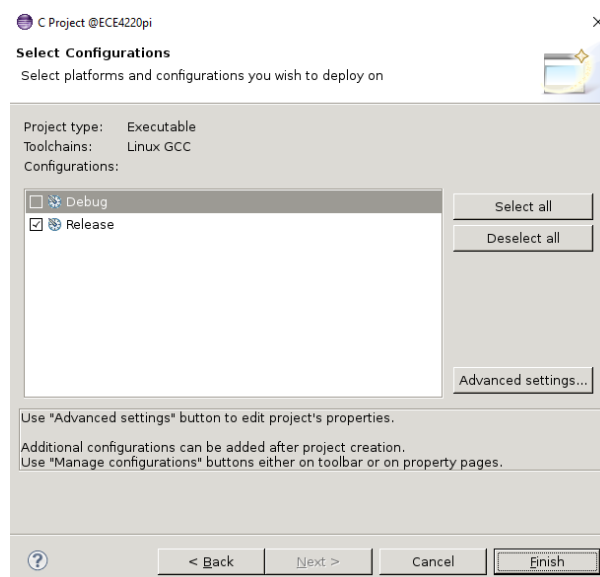 C Project @ECE4220pi
Select Configurations
Select platforms and configurations you wish to deploy on
Project type: Executable
Toolchains: Linux GCC
Configurations:
Debug
Release
Select all
Deselect all
Advanced settings...
Use "Advanced settings" button to edit project's properties.
Additional configurations can be added after project creation.
Use "Manage configurations" buttons either on toolbar or on property pages.
? < Back Next > Cancel Finish